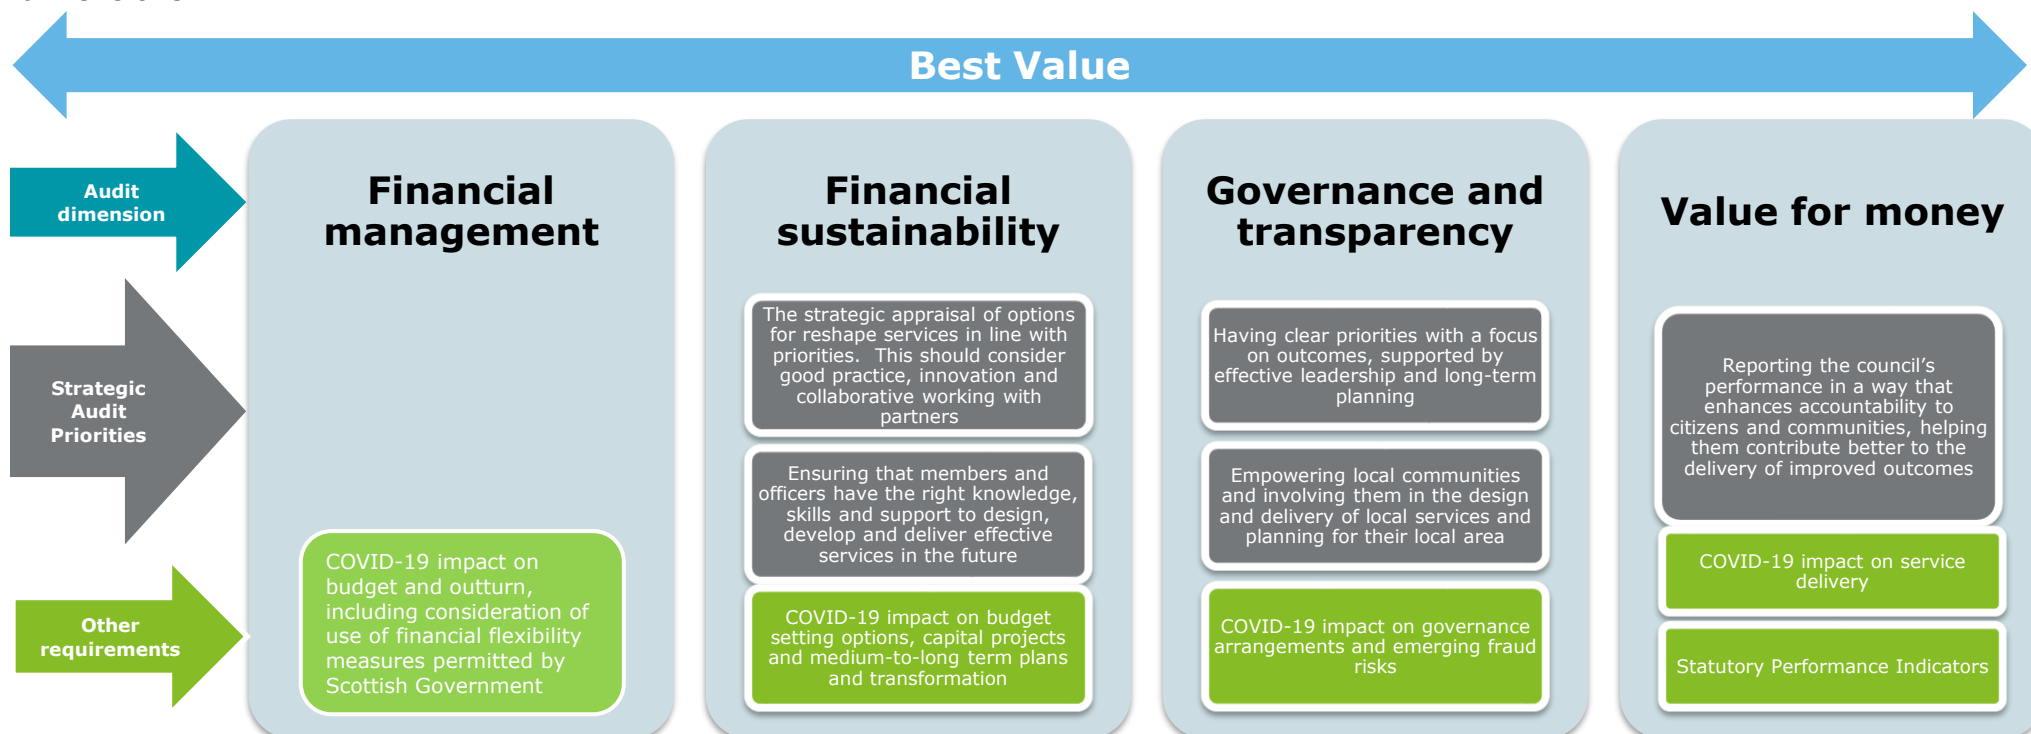 Best Value
Audit
dimension
Financial
management
Financial
sustainability
Governance and
transparency
Value for money
Strategic
Audit
Priorities
The strategic appraisal of options
for reshape services in line with
priorities.  This should consider
good practice, innovation and
collaborative working with
partners
Ensuring that members and
officers have the right knowledge,
skills and support to design,
develop and deliver effective
services in the future
Having clear priorities with a focus
on outcomes, supported by
effective leadership and long-term
planning
Empowering local communities
and involving them in the design
and delivery of local services and
planning for their local area
Reporting the council’s
performance in a way that
enhances accountability to
citizens and communities, helping
them contribute better to the
delivery of improved outcomes
Other
requirements
COVID-19 impact on
budget and outturn,
including consideration of
use of financial flexibility
measures permitted by
Scottish Government
COVID-19 impact on budget
setting options, capital projects
and medium-to-long term plans
and transformation
COVID-19 impact on governance
arrangements and emerging fraud
risks
COVID-19 impact on service
delivery
Statutory Performance Indicators